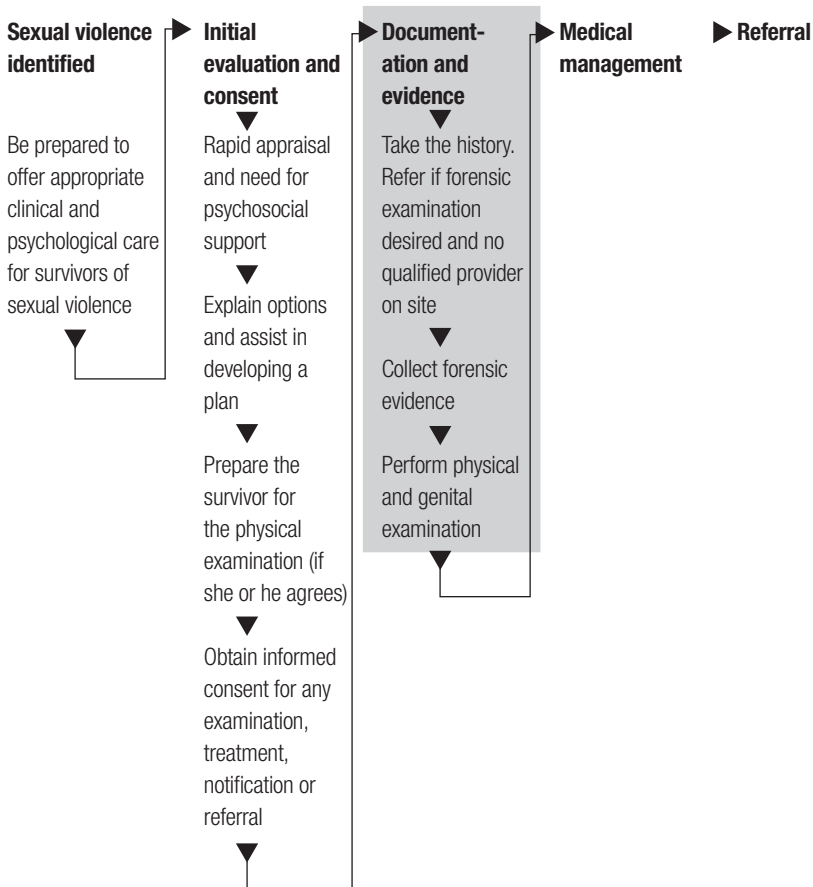 Sexual violence
identified
Be prepared to
offer appropriate
clinical and
psychological care
for survivors of
sexual violence
Initial
evaluation and
consent
Rapid appraisal
and need for
psychosocial
support
Explain options
and assist in
developing a
plan
Prepare the
survivor for
the physical
examination (if
she or he agrees)
Obtain informed
consent for any
examination,
treatment,
notification or
referral
Document-
ation and
evidence
Take the history.
Refer if forensic
examination
desired and no
qualified provider
on site
Collect forensic
evidence
Perform physical
and genital
examination
Medical
management
Referral